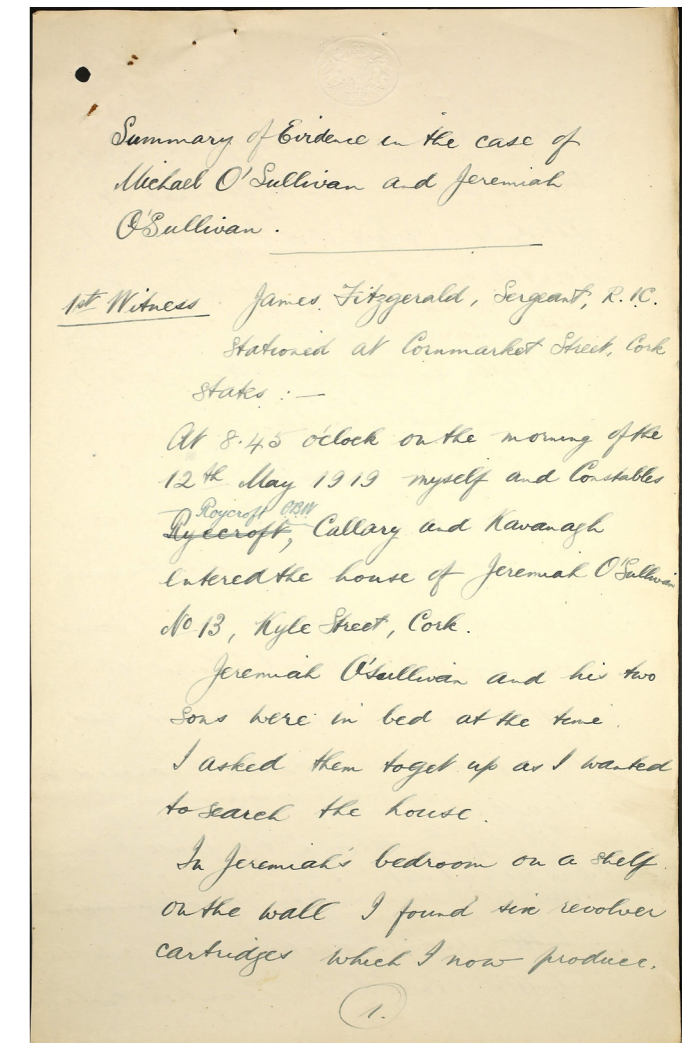 Summary of Evidence in the case of
Michael O'Sullivan and Jeremiah
O'Sullivan.
1st Witness James Fitzgerald, Sergeant, R.I.C.
Stationed at Cornmarket Street, Cork
states :—
At 8.45 o'clock on the morning of the
12th May 1919 myself and Constables
Roycroft
Ryecroft, Callary and Kavanagh
entered the house of Jeremiah O'Sullivan
No 13, Kyle Street, Cork.
Jeremiah O'Sullivan and his two
sons were in bed at the time.
I asked them to get up as I wanted
to search the house.
In Jeremiah's bedroom on a shelf
on the wall I found six revolver
cartridges which I now produce.
1.